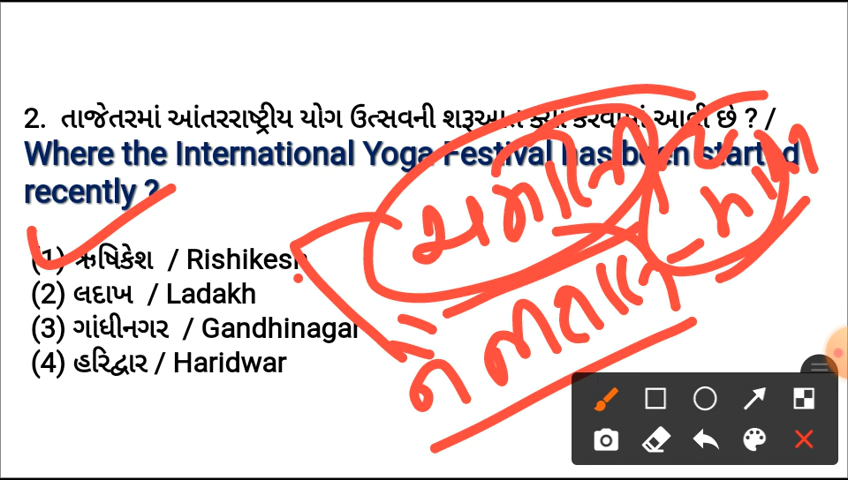 2. તાજેતરમાં આંતરરાષ્ટ્રીય યોગ ઉત્સવની શરૂઆત ક્યાં કરવામાં આવી છે ? /
Where the International Yoga Festival has been started
recently ?
(1) ઋષિકેશ / Rishikesh
(2) લદાખ / Ladakh
(3) ગાંધીનગર / Gandhinagar
(4) હરિદ્વાર / Haridwar